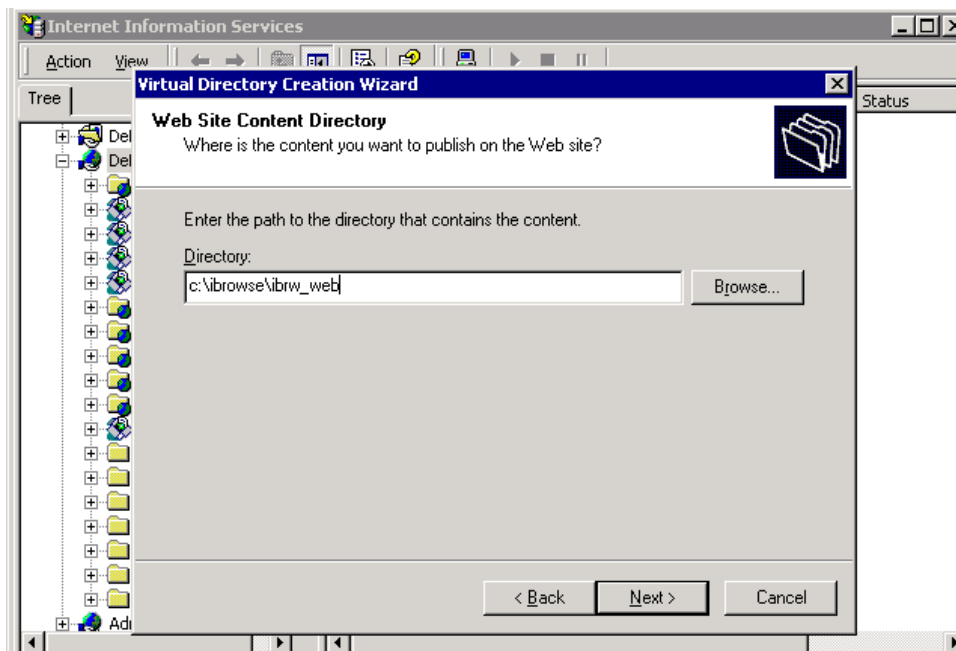 Internet Information Services
Action View
Tree
Status
Virtual Directory Creation Wizard
Web Site Content Directory
Where is the content you want to publish on the Web site?
Enter the path to the directory that contains the content.
Directory:
c:\ibrowse\ibrw_web
Browse...
< Back
Next >
Cancel